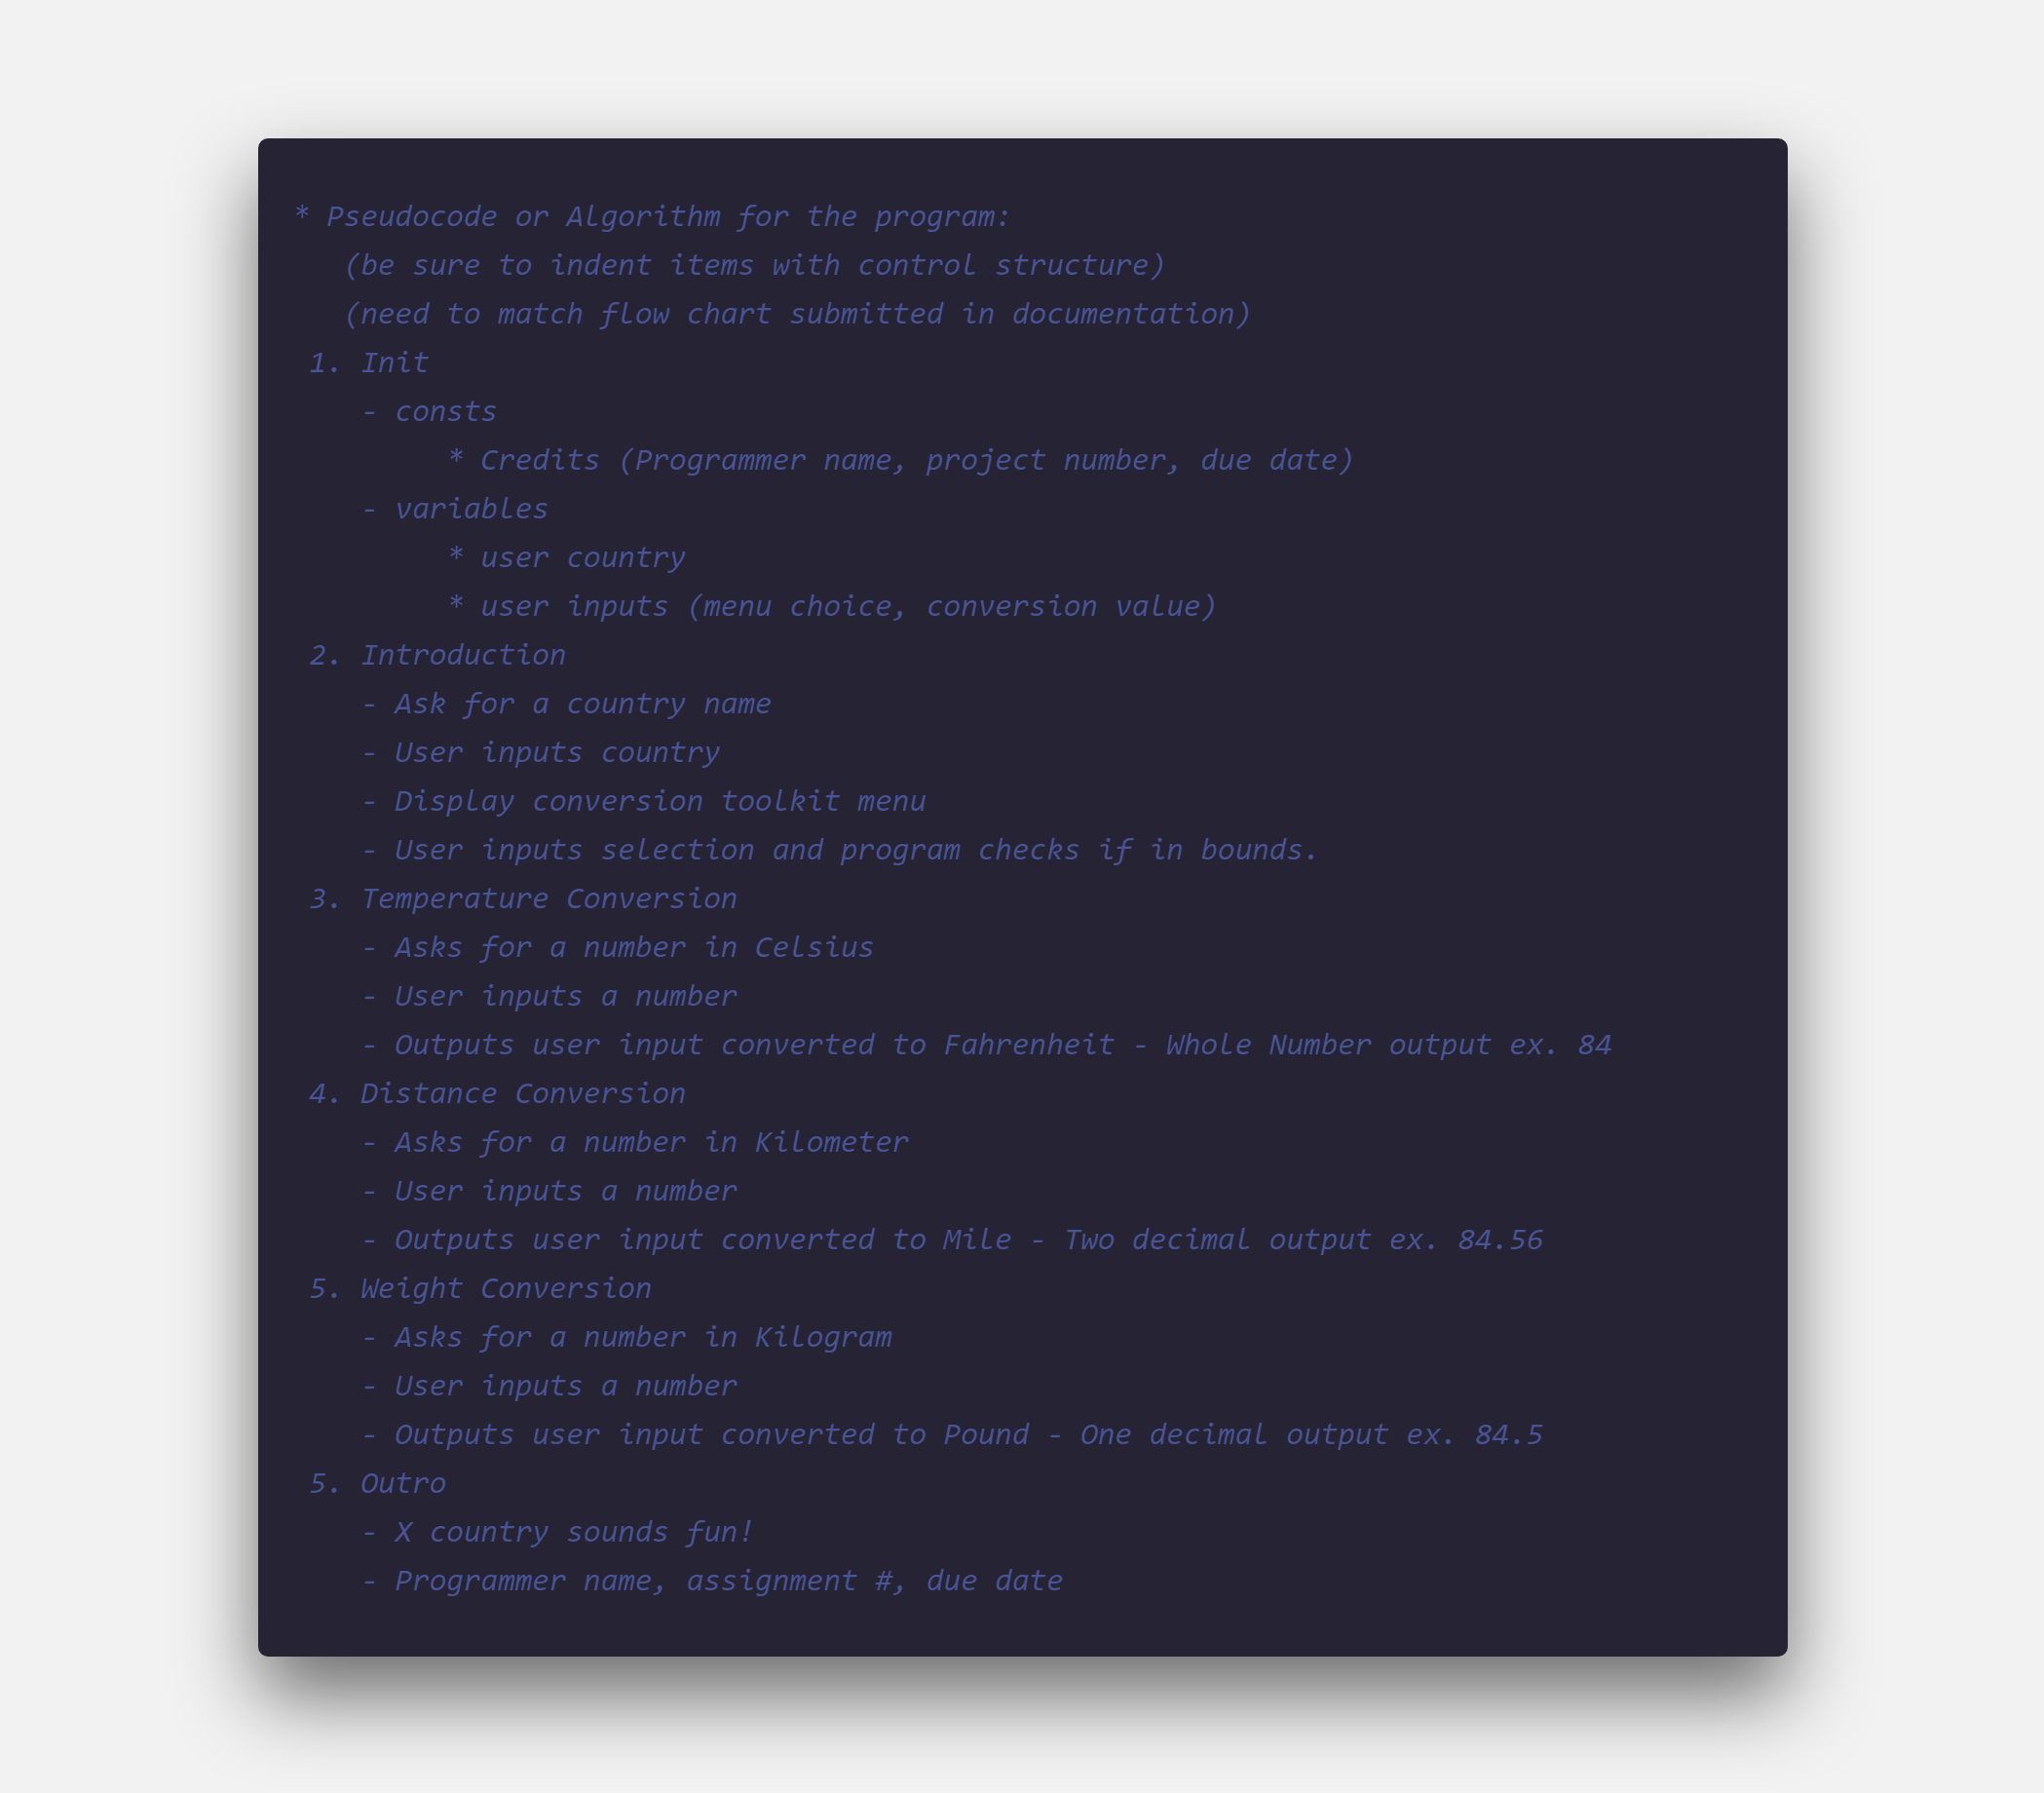 * Pseudocode or Algorithm for the program:
(be sure to indent items with control structure)
(need to match flow chart submitted in documentation)
1. Init
- consts
* Credits (Programmer name, project number, due date)
- variables
* user country
* user inputs (menu choice, conversion value)
2. Introduction
- Ask for a country name
- User inputs country
- Display conversion toolkit menu
- User inputs selection and program checks if in bounds.
3. Temperature Conversion
- Asks for a number in Celsius
- User inputs a number
- Outputs user input converted to Fahrenheit - Whole Number output ex. 84
4. Distance Conversion
- Asks for a number in Kilometer
- User inputs a number
- Outputs user input converted to Mile - Two decimal output ex. 84.56
5. Weight Conversion
- Asks for a number in Kilogram
- User inputs a number
- Outputs user input converted to Pound - One decimal output ex. 84.5
5. Outro
- X country sounds fun!
- Programmer name, assignment #, due date